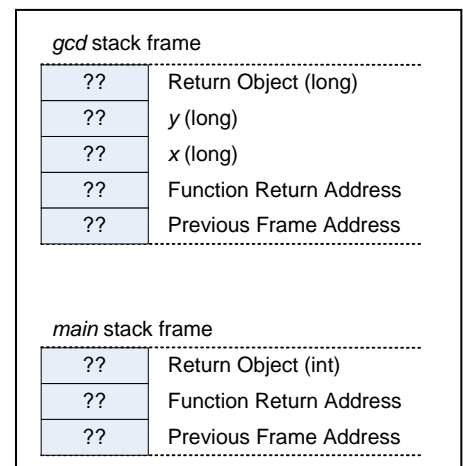 gcd stack frame
?? Return Object (long)
?? y (long)
?? x (long)
?? Function Return Address
?? Previous Frame Address
main stack frame
?? Return Object (int)
?? Function Return Address
?? Previous Frame Address